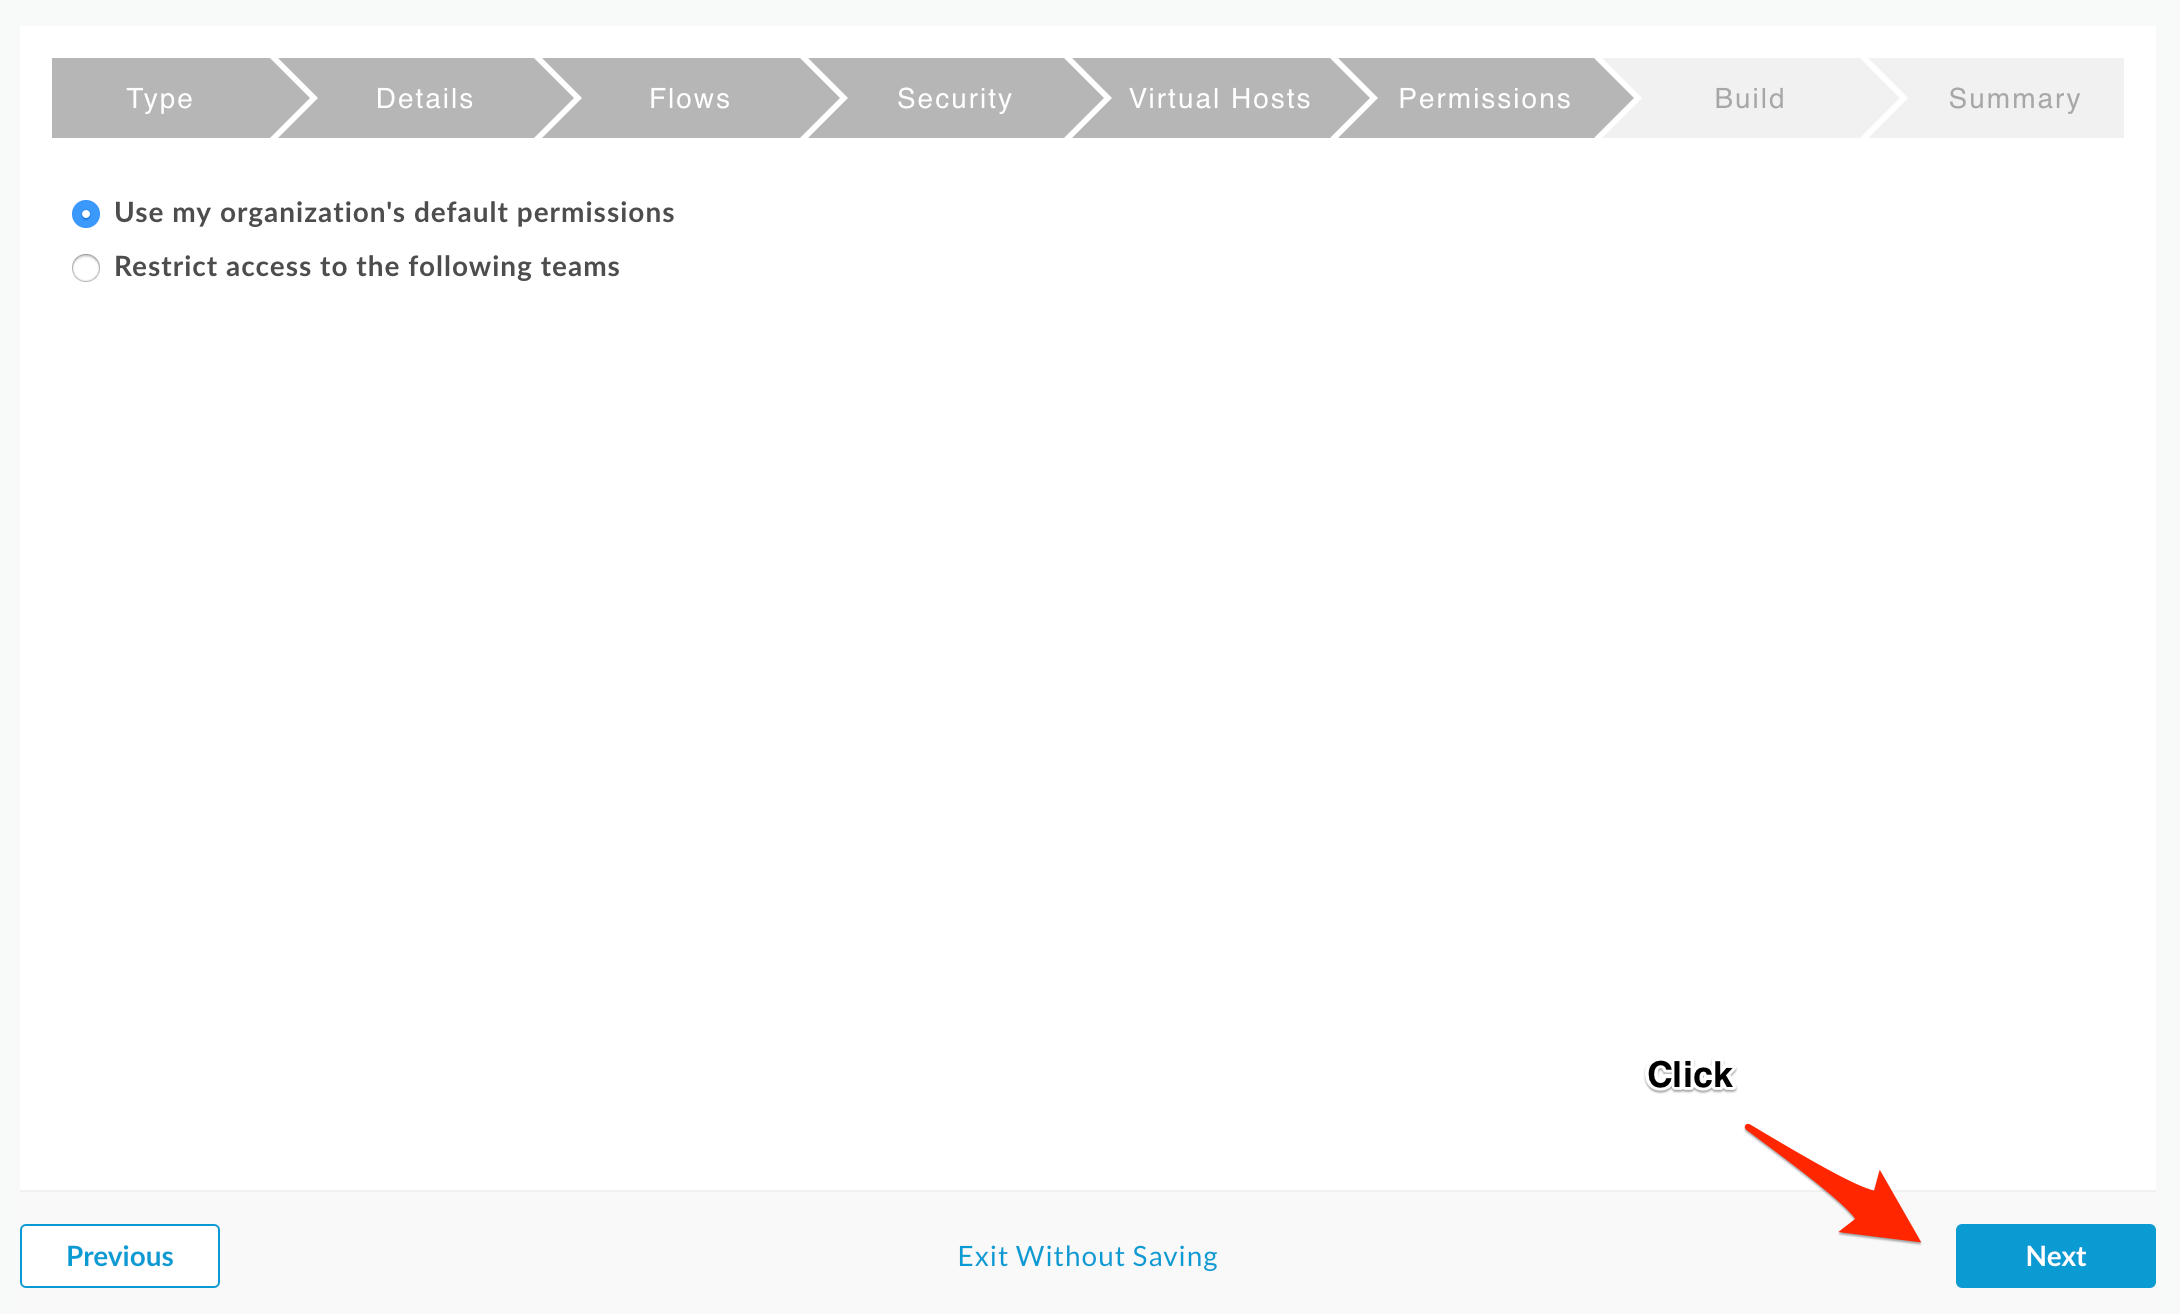 Type Details Flows Security Virtual Hosts Permissions Build Summary
Use my organization's default permissions
Restrict access to the following teams
Click
Previous Exit Without Saving Next